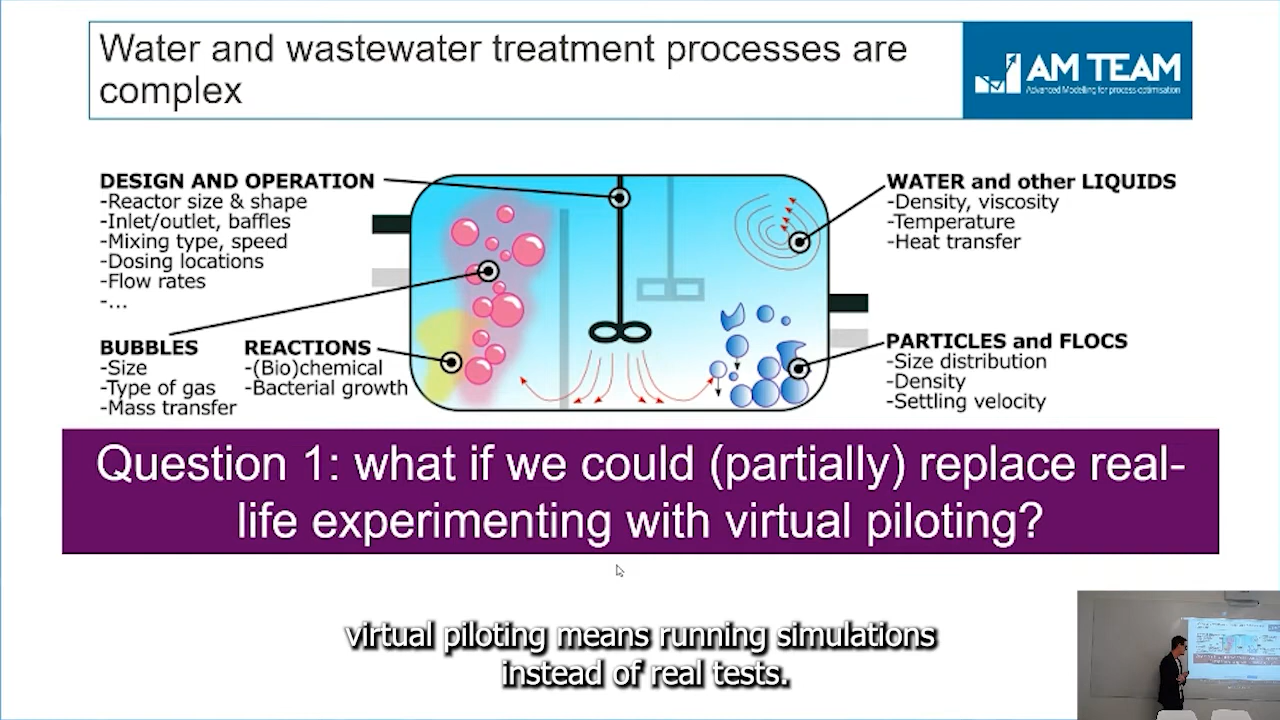 Water and wastewater treatment processes are
complex
AM TEAM
Advanced Modelling for process optimisation
DESIGN AND OPERATION
-Reactor size & shape
-Inlet/outlet, baffles
-Mixing type, speed
-Dosing locations
-Flow rates
-...
BUBBLES
-Size
-Type of gas
-Mass transfer
REACTIONS
-(Bio)chemical
-Bacterial growth
WATER and other LIQUIDS
-Density, viscosity
-Temperature
-Heat transfer
PARTICLES and FLOCS
-Size distribution
-Density
-Settling velocity
Question 1: what if we could (partially) replace real-
life experimenting with virtual piloting?
virtual piloting means running simulations
instead of real tests.